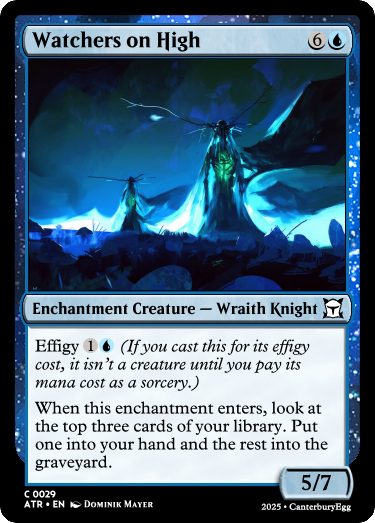 Watchers on High 6
Enchantment Creature — Wraith Knight
Effigy 1 (If you cast this for its effigy
cost, it isn't a creature until you pay its
mana cost as a sorcery.)
When this enchantment enters, look at
the top three cards of your library. Put
one into your hand and the rest into the
graveyard.
5/7
C 0029
ATR • EN Dominik Mayer
2025 • CanterburyEgg